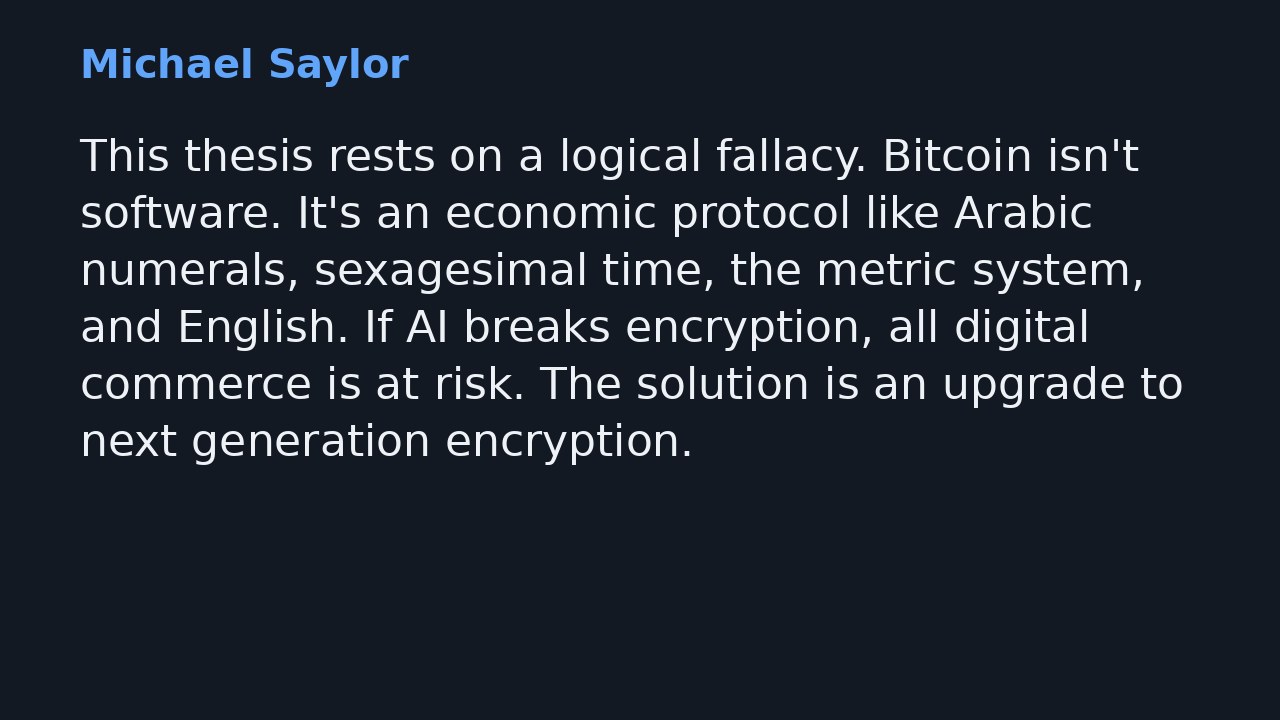 Michael Saylor
This thesis rests on a logical fallacy. Bitcoin isn't
software. It's an economic protocol like Arabic
numerals, sexagesimal time, the metric system,
and English. If AI breaks encryption, all digital
commerce is at risk. The solution is an upgrade to
next generation encryption.